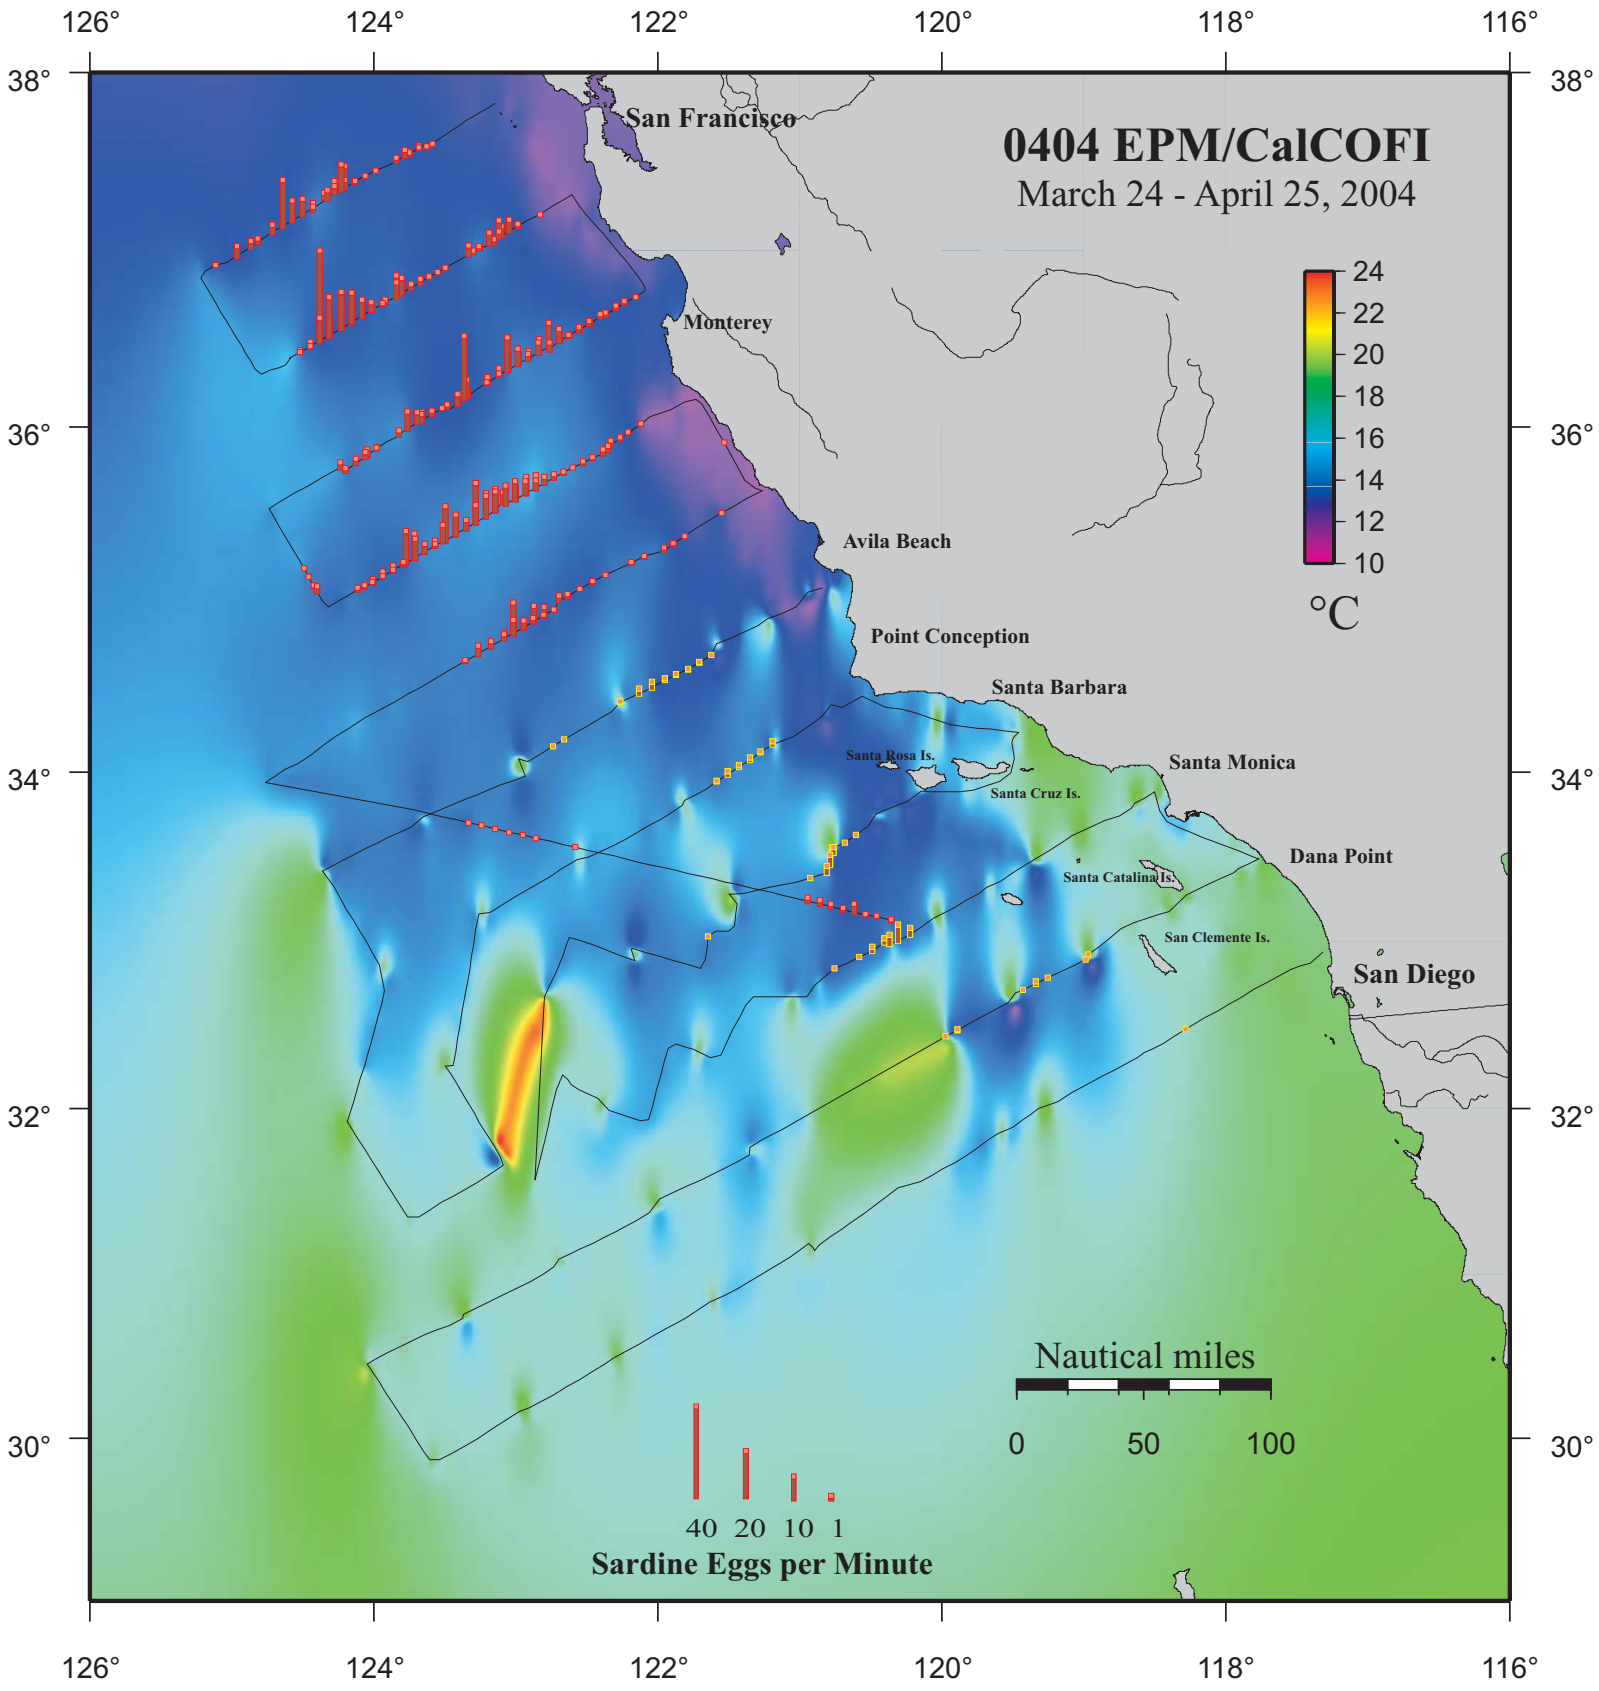 126° 124° 122° 120° 118° 116°
38° 38°
San Francisco
0404 EPM/CalCOFI
March 24 - April 25, 2004
24
22
Monterey
20
18
36° 16 36°
14
12
Avila Beach
10
°C
Point Conception
Santa Barbara
Santa Rosa Is.
34° Santa Monica 34°
Santa Cruz Is.
Dana Point
Santa Catalina Is.
San Clemente Is.
San Diego
32° 32°
Nautical miles
0 50 100
30° 30°
40 20 10 1
Sardine Eggs per Minute
126° 124° 122° 120° 118° 116°